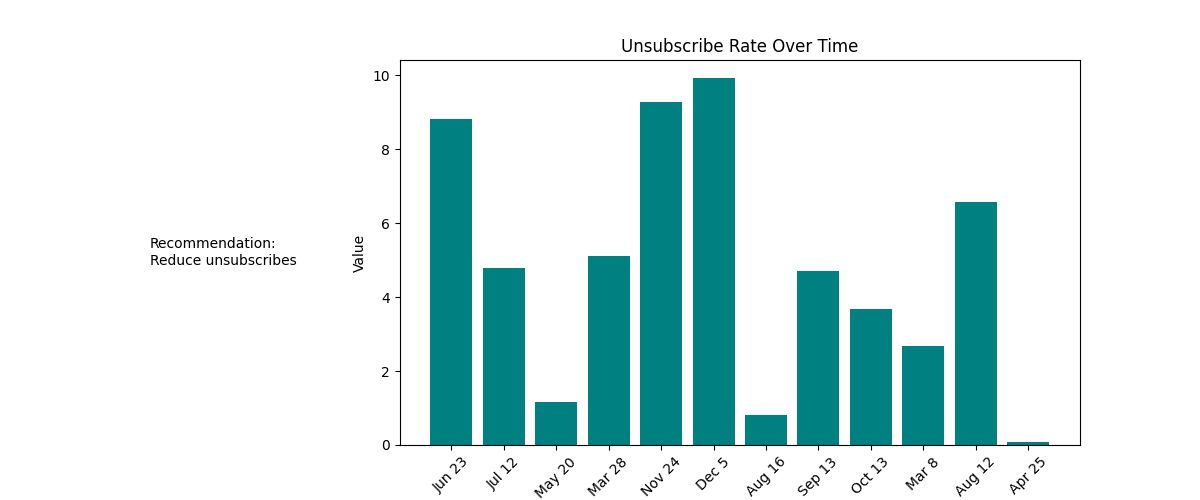 Unsubscribe Rate Over Time
10
8
6
4
2
0
Value
Recommendation:
Reduce unsubscribes
Jun 23
Jul 12
May 20
Mar 28
Nov 24
Dec 5
Aug 16
Sep 13
Oct 13
Mar 8
Aug 12
Apr 25